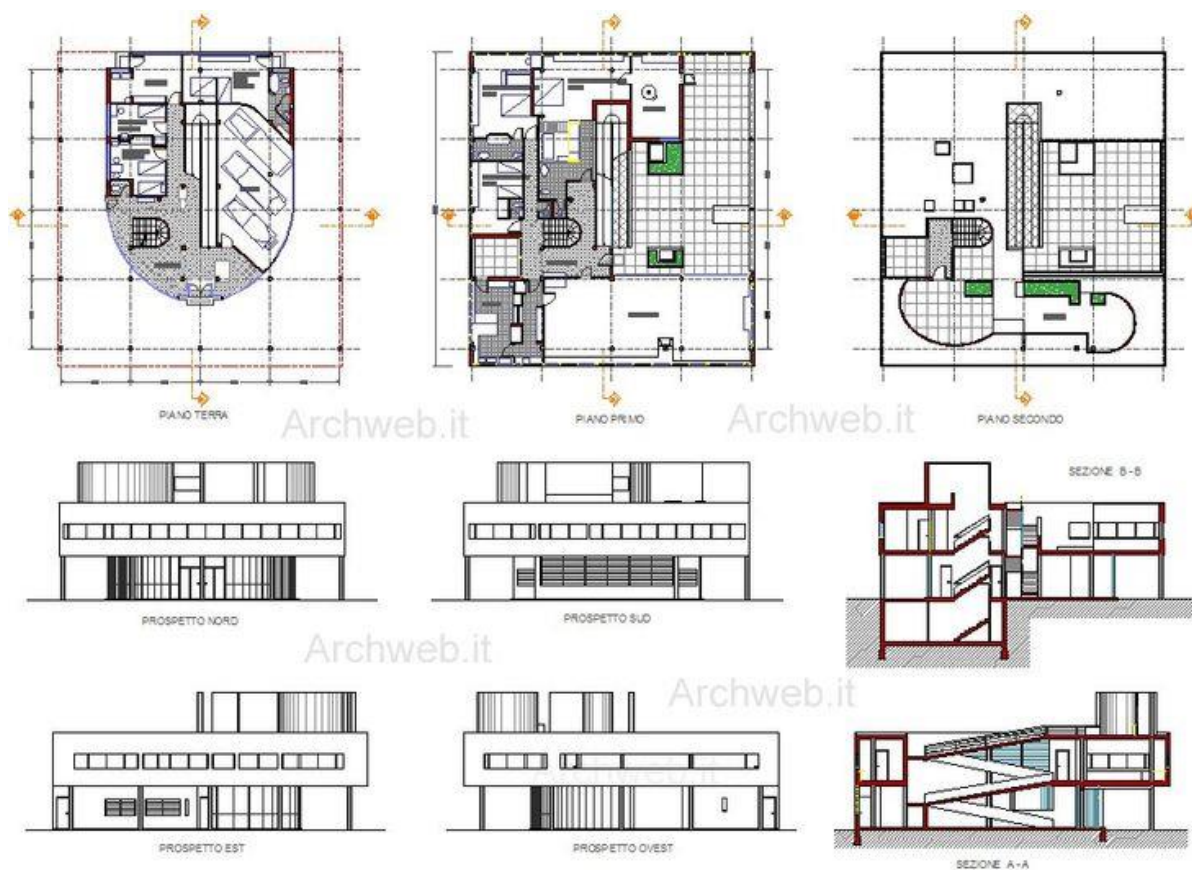 PIANO TERRA
PIANO PRIMO
PIANO SECONDO
Archweb.it
Archweb.it
SEZIONE B - B
PROSPETTO NORD
PROSPETTO SUD
Archweb.it
Archweb.it
Archweb.it
PROSPETTO EST
PROSPETTO OVEST
SEZIONE A - A